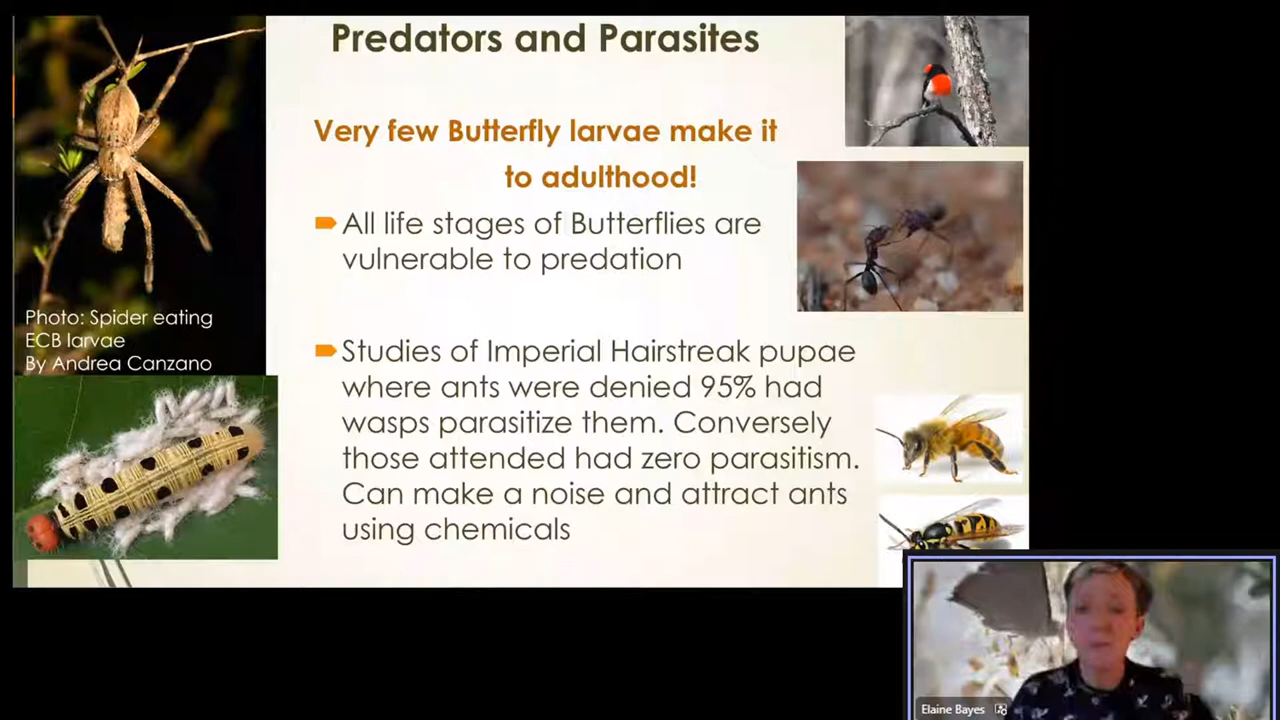 Predators and Parasites
Very few Butterfly larvae make it
to adulthood!
All life stages of Butterflies are
vulnerable to predation
Studies of Imperial Hairstreak pupae
where ants were denied 95% had
wasps parasitize them. Conversely
those attended had zero parasitism.
Can make a noise and attract ants
using chemicals
Photo: Spider eating
ECB larvae
By Andrea Canzano
Elaine Bayes